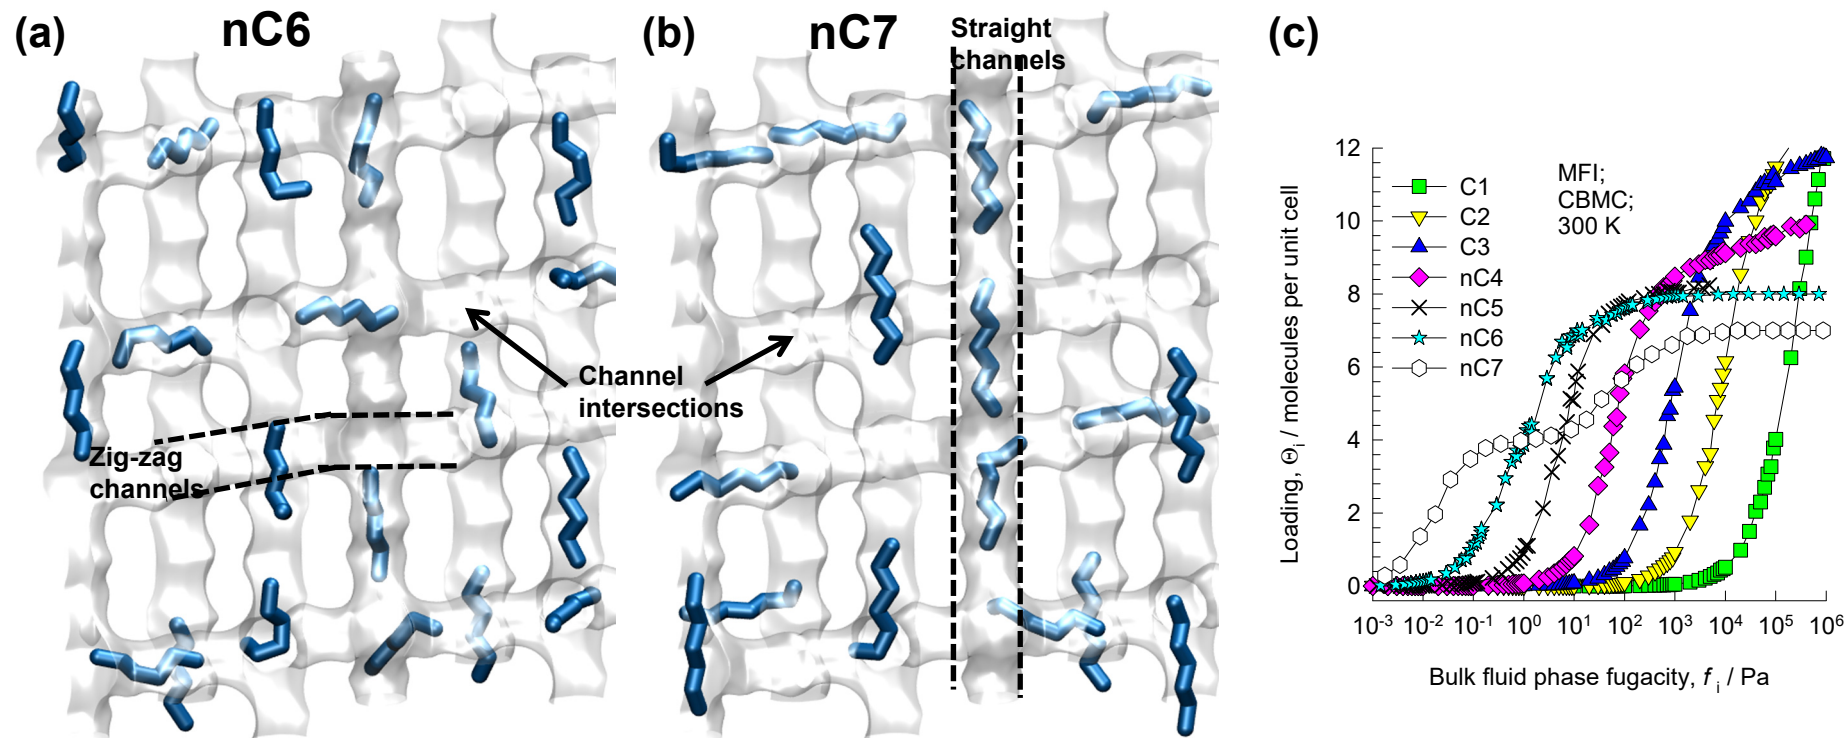 (a)
nC6
(b)
nC7
Straight
channels
(c)
Channel
intersections
Zig-zag
channels
12
10
8
6
4
2
0
Loading, Θi / molecules per unit cell
C1
C2
C3
nC4
nC5
nC6
nC7
MFI;
CBMC;
300 K
10-3 10-2 10-1 100 101 102 103 104 105 106
Bulk fluid phase fugacity, f i / Pa